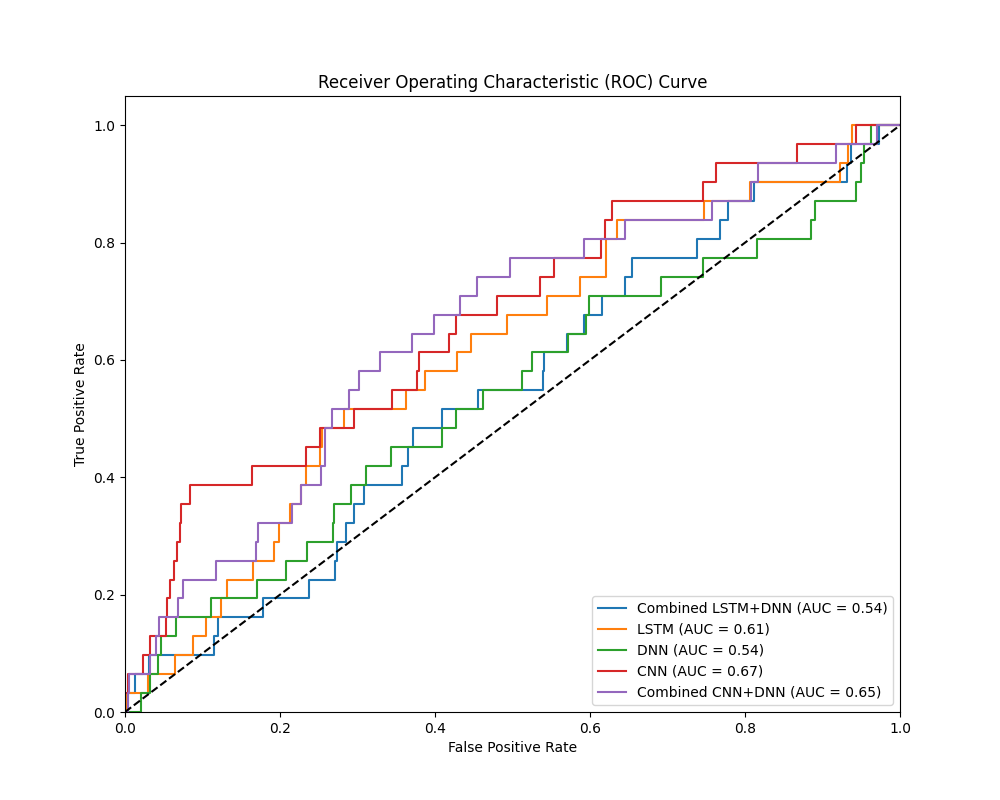 Receiver Operating Characteristic (ROC) Curve
1.0
0.8
0.6
0.4
0.2
0.0
True Positive Rate
Combined LSTM+DNN (AUC = 0.54)
LSTM (AUC = 0.61)
DNN (AUC = 0.54)
CNN (AUC = 0.67)
Combined CNN+DNN (AUC = 0.65)
0.0 0.2 0.4 0.6 0.8 1.0
False Positive Rate